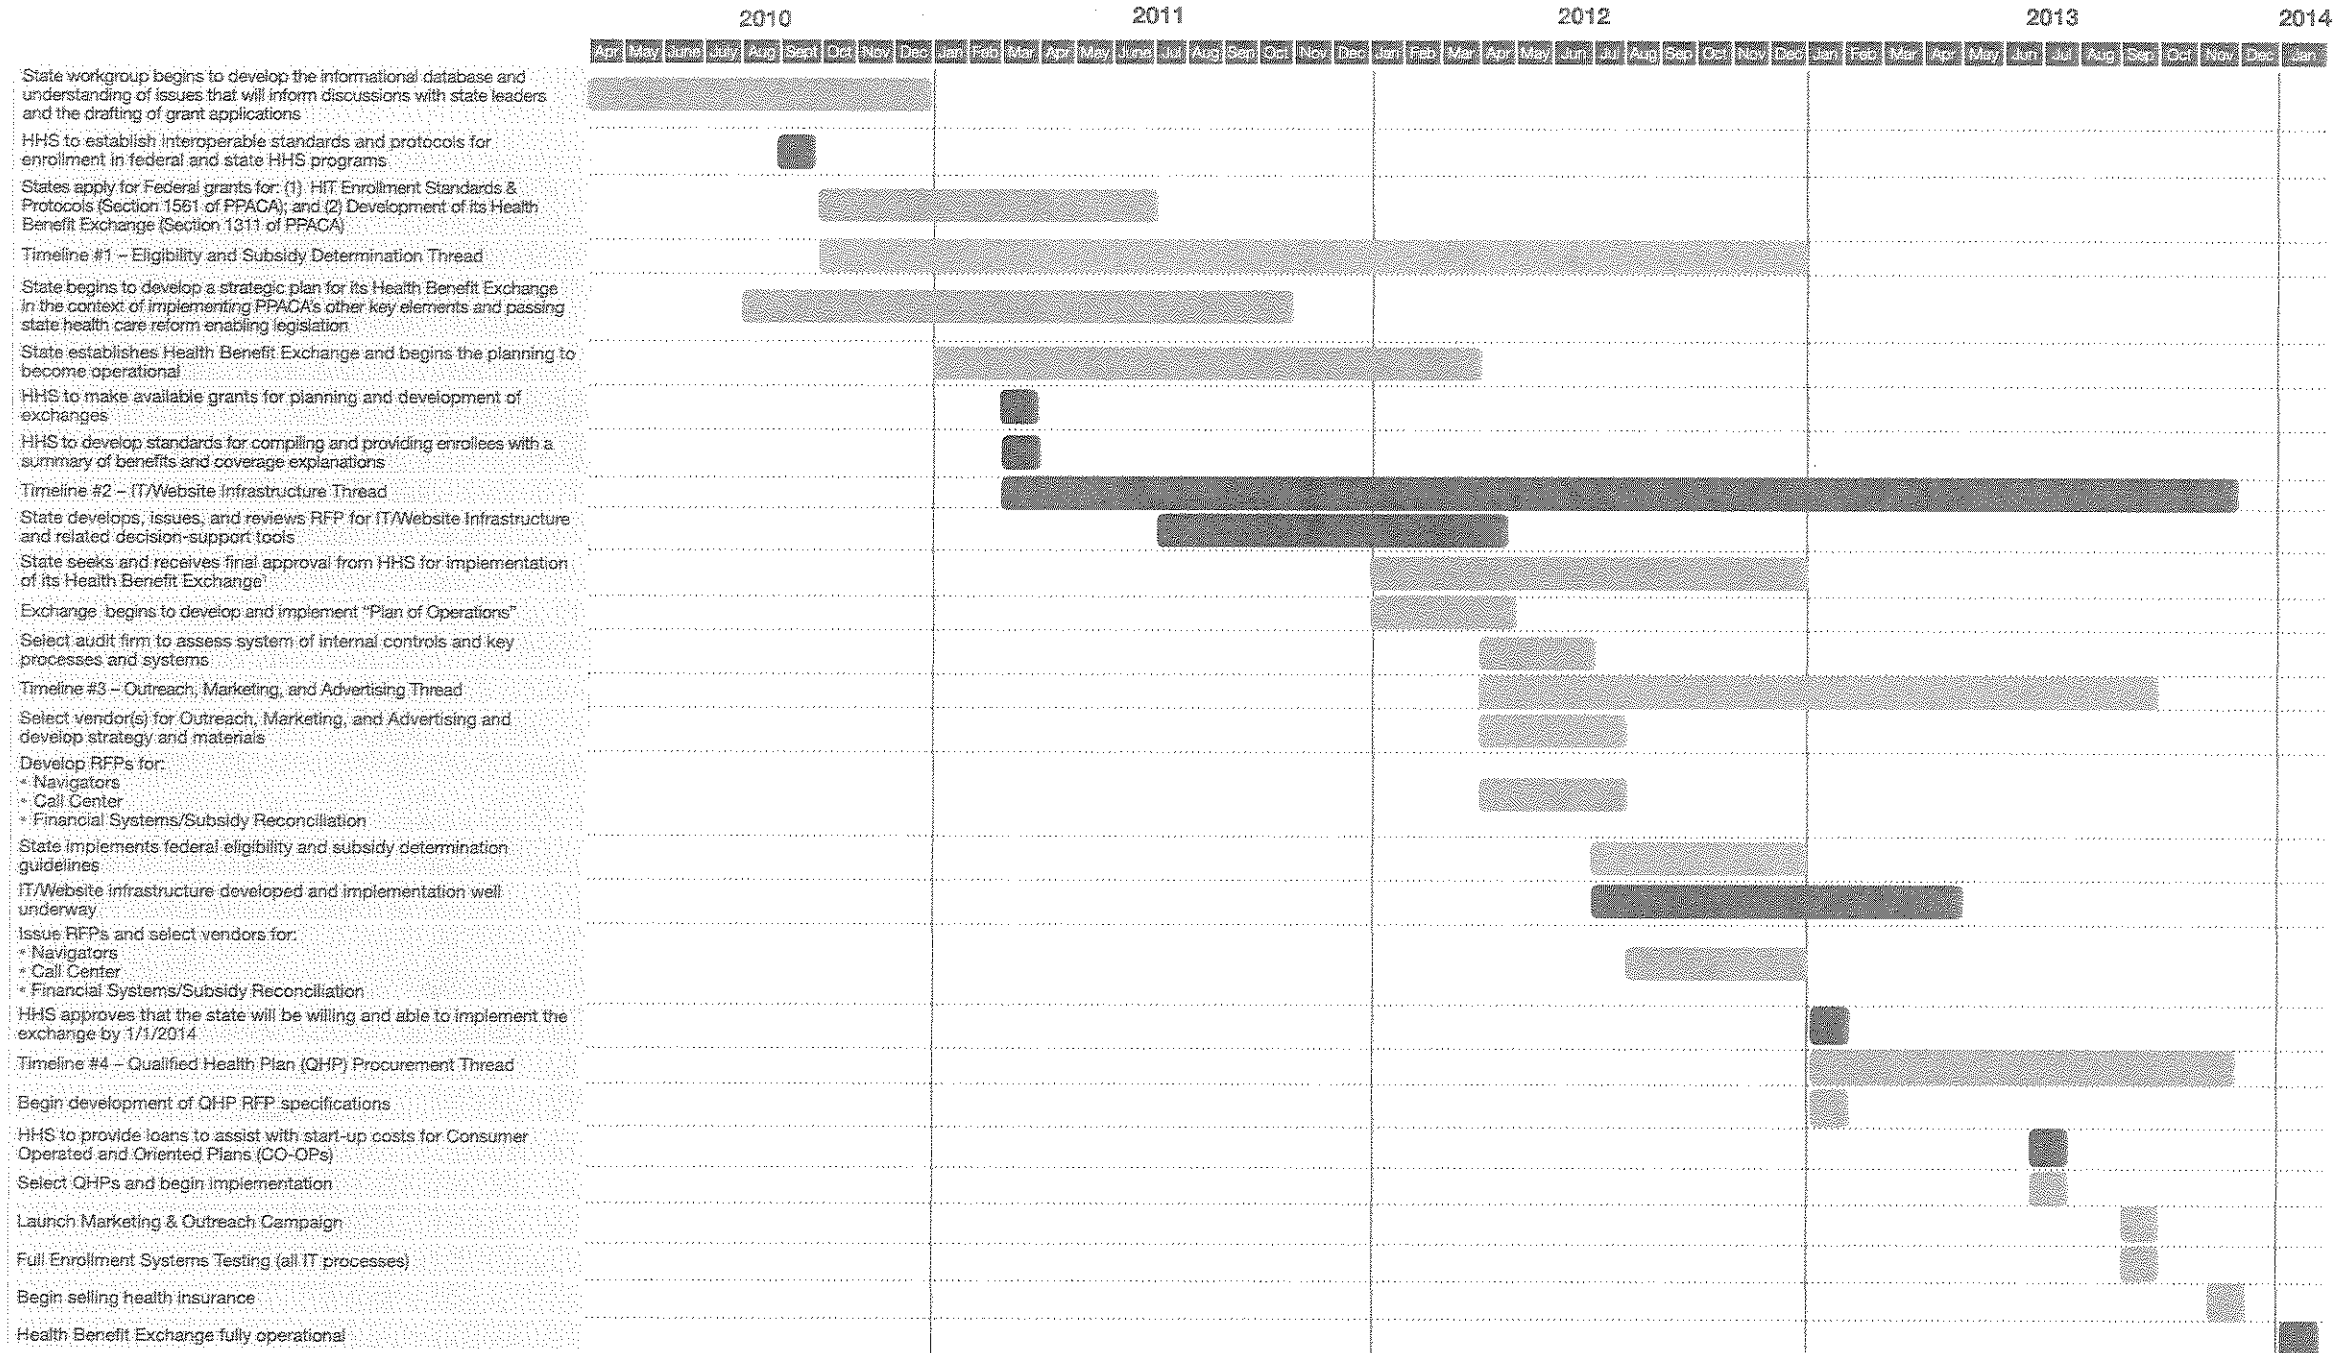 2010 2011 2012 2013 2014
Apr May June July Aug Sept Oct Nov Dec Jan Feb Mar Apr May June Jul Aug Sep Oct Nov Dec Jan Feb Mar Apr May Jun Jul Aug Sep Oct Nov Dec Jan Feb Mar Apr May Jun Jul Aug Sep Oct Nov Dec Jan
State workgroup begins to develop the informational database and
understanding of issues that will inform discussions with state leaders
and the drafting of grant applications
HHS to establish interoperable standards and protocols for
enrollment in federal and state HHS programs
States apply for Federal grants for: (1) HIT Enrollment Standards &
Protocols (Section 1561 of PPACA); and (2) Development of its Health
Benefit Exchange (Section 1311 of PPACA)
Timeline #1 – Eligibility and Subsidy Determination Thread
State begins to develop a strategic plan for its Health Benefit Exchange
in the context of implementing PPACA's other key elements and passing
state health care reform enabling legislation
State establishes Health Benefit Exchange and begins the planning to
become operational
HHS to make available grants for planning and development of
exchanges
HHS to develop standards for compiling and providing enrollees with a
summary of benefits and coverage explanations
Timeline #2 – IT/Website Infrastructure Thread
State develops, issues, and reviews RFP for IT/Website Infrastructure
and related decision-support tools
State seeks and receives final approval from HHS for implementation
of its Health Benefit Exchange
Exchange begins to develop and implement "Plan of Operations"
Select audit firm to assess system of internal controls and key
processes and systems
Timeline #3 – Outreach, Marketing, and Advertising Thread
Select vendor(s) for Outreach, Marketing, and Advertising and
develop strategy and materials
Develop RFPs for:
• Navigators
• Call Center
• Financial Systems/Subsidy Reconciliation
State implements federal eligibility and subsidy determination
guidelines
IT/Website infrastructure developed and implementation well
underway
Issue RFPs and select vendors for:
• Navigators
• Call Center
• Financial Systems/Subsidy Reconciliation
HHS approves that the state will be willing and able to implement the
exchange by 1/1/2014
Timeline #4 – Qualified Health Plan (QHP) Procurement Thread
Begin development of QHP RFP specifications
HHS to provide loans to assist with start-up costs for Consumer
Operated and Oriented Plans (CO-OPs)
Select QHPs and begin implementation
Launch Marketing & Outreach Campaign
Full Enrollment Systems Testing (all IT processes)
Begin selling health insurance
Health Benefit Exchange fully operational